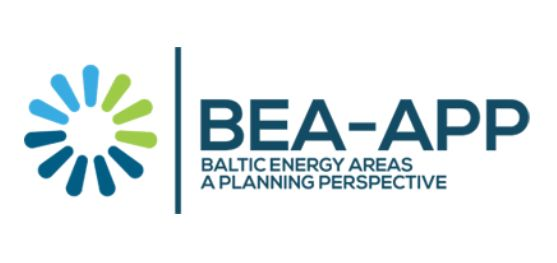 BEA-APP
BALTIC ENERGY AREAS
A PLANNING PERSPECTIVE